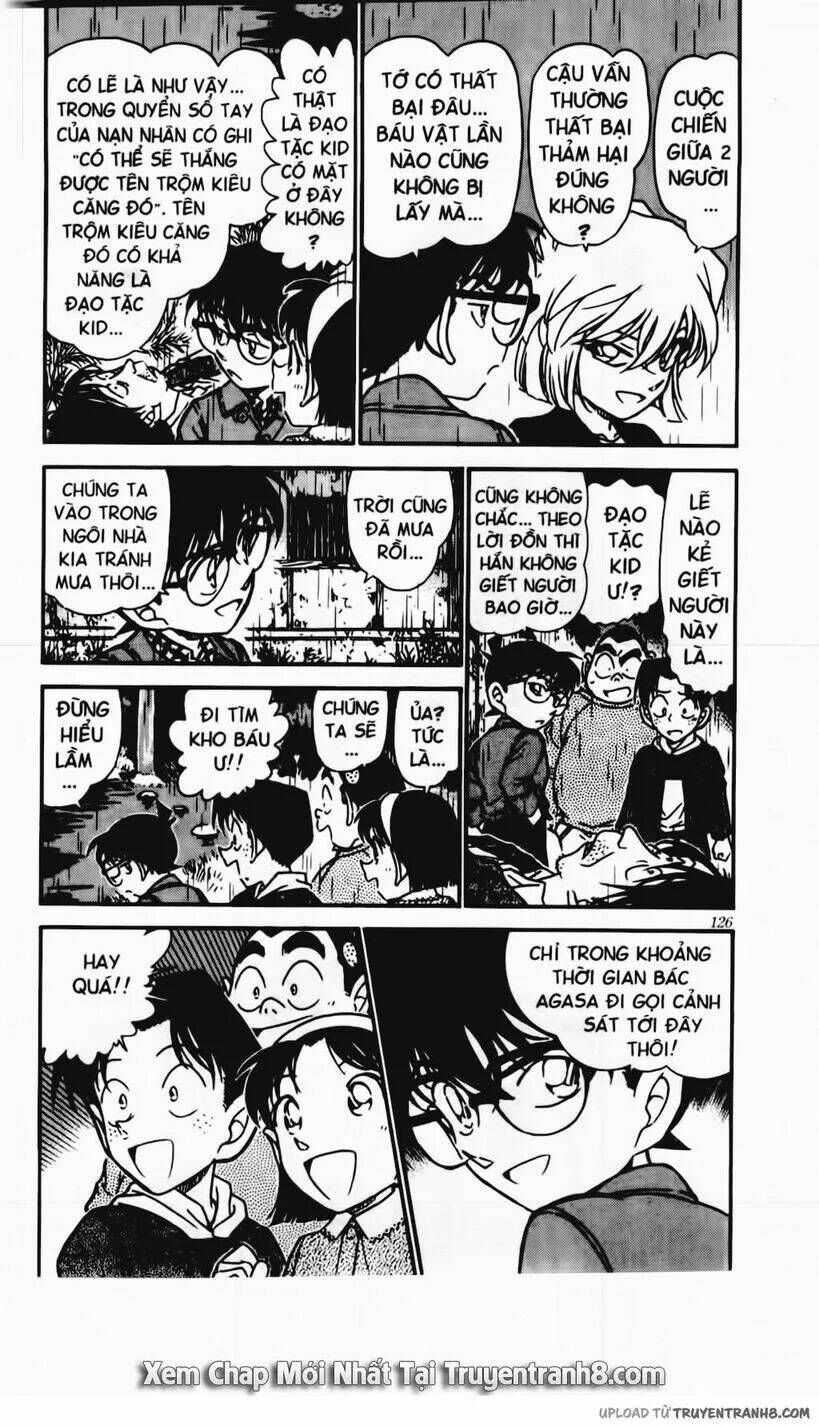 CUỘC
CHIẾN
GIỮA 2
NGƯỜI
...
CẬU VẪN
THƯỜNG
THẤT BẠI
THẢM HẠI
ĐÚNG
KHÔNG
?
TỚ CÓ THẤT
BẠI ĐÂU...
BÁU VẬT LẦN
NÀO CŨNG
KHÔNG BỊ
LẤY MÀ...
CÓ
THẬT
LÀ ĐẠO
TẶC KID
CÓ MẶT
Ở ĐÂY
KHÔNG
?
CÓ LẼ LÀ NHƯ VẬY...
TRONG QUYỂN SỔ TAY
CỦA NẠN NHÂN CÓ GHI
"CÓ THỂ SẼ THẮNG
ĐƯỢC TÊN TRỘM KIÊU
CĂNG ĐÓ". TÊN
TRỘM KIÊU CĂNG
ĐÓ CÓ KHẢ
NĂNG LÀ
ĐẠO TẶC
KID...
LẼ
NÀO
KẺ
GIẾT
NGƯỜI
NÀY
LÀ...
ĐẠO
TẶC
KID
Ư!?
CŨNG KHÔNG
CHẮC... THEO
LỜI ĐỒN THÌ
HẮN KHÔNG
GIẾT NGƯỜI
BAO GIỜ...
TRỜI CŨNG
ĐÃ MƯA
RỒI...
CHÚNG TA
VÀO TRONG
NGÔI NHÀ
KIA TRÁNH
MƯA THÔI...
ỦA?
TỨC
LÀ...
CHÚNG
TA SẼ
...
ĐI TÌM
KHO BÁU
Ư!!
ĐỪNG
HIỂU
LẦM
...
126
CHỈ TRONG KHOẢNG
THỜI GIAN BÁC
AGASA ĐI GỌI CẢNH
SÁT TỚI ĐÂY
THÔI!
HAY
QUÁ!!
Xem Chap Mới Nhất Tại Truyentranh8.com
UPLOAD TỪ TRUYENTRANH8.COM